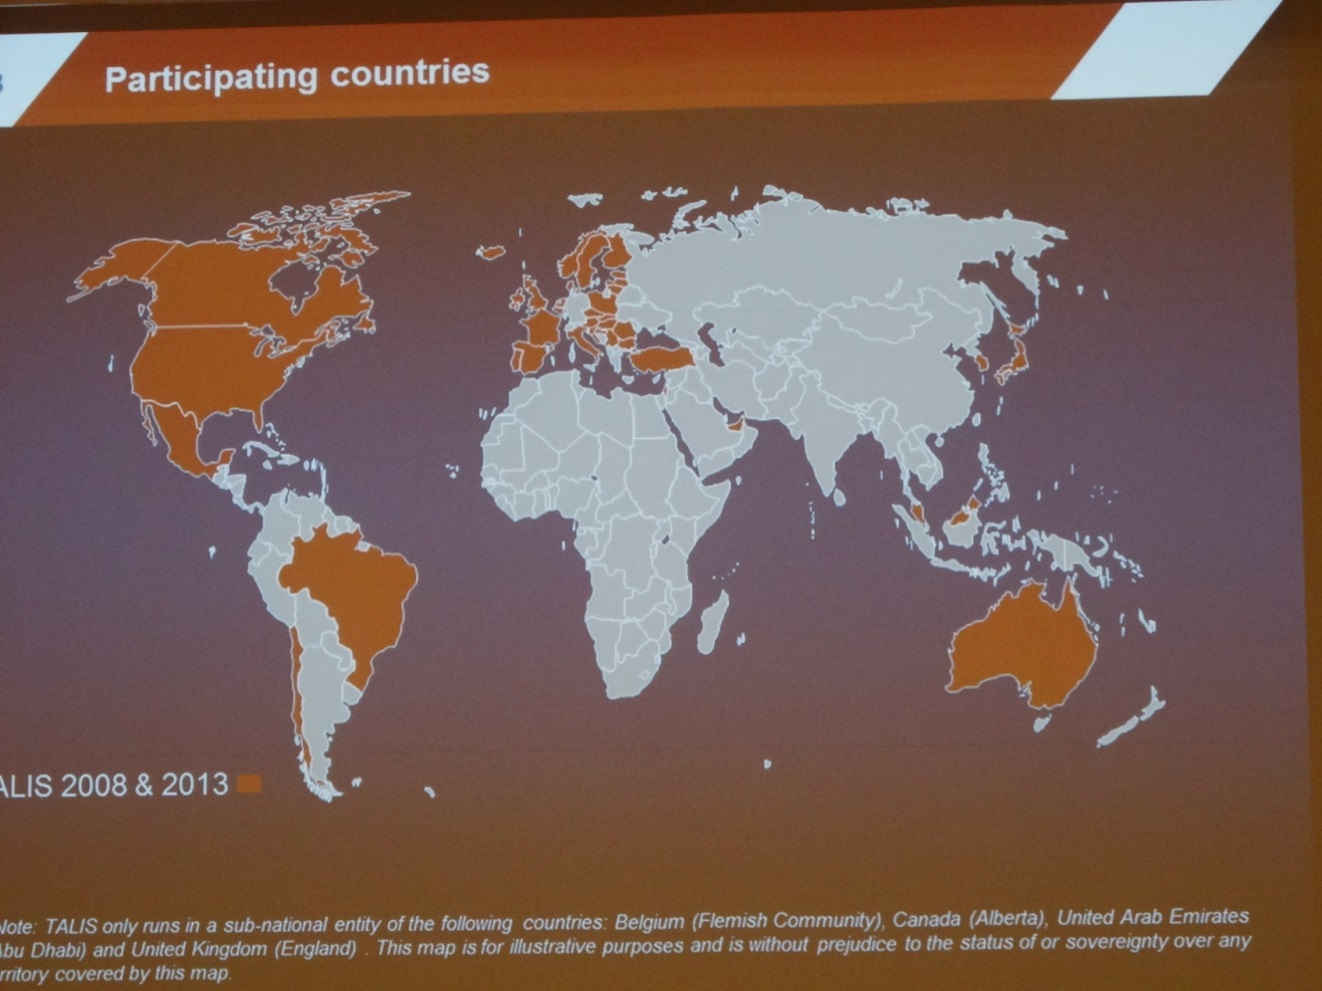 Participating countries
ALIS 2008 & 2013
Note: TALIS only runs in a sub-national entity of the following countries: Belgium (Flemish Community), Canada (Alberta), United Arab Emirates
Abu Dhabi) and United Kingdom (England) . This map is for illustrative purposes and is without prejudice to the status of or sovereignty over any
rritory covered by this map.